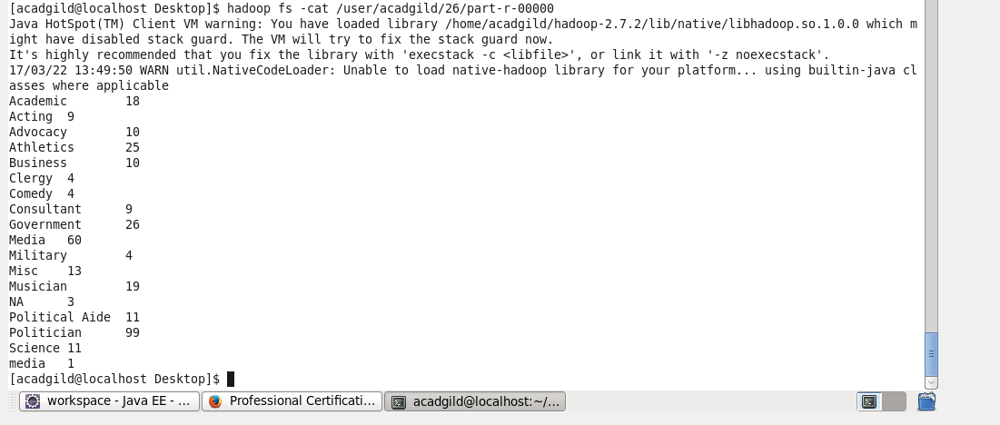 [acadgild@localhost Desktop]$ hadoop fs -cat /user/acadgild/26/part-r-00000
Java HotSpot(TM) Client VM warning: You have loaded library /home/acadgild/hadoop-2.7.2/lib/native/libhadoop.so.1.0.0 which m
ight have disabled stack guard. The VM will try to fix the stack guard now.
It's highly recommended that you fix the library with 'execstack -c <libfile>', or link it with '-z noexecstack'.
17/03/22 13:49:50 WARN util.NativeCodeLoader: Unable to load native-hadoop library for your platform... using builtin-java cl
asses where applicable
Academic 18
Acting 9
Advocacy 10
Athletics 25
Business 10
Clergy 4
Comedy 4
Consultant 9
Government 26
Media 60
Military 4
Misc 13
Musician 19
NA 3
Political Aide 11
Politician 99
Science 11
media 1
[acadgild@localhost Desktop]$
workspace - Java EE - ... Professional Certificati... acadgild@localhost:~/...